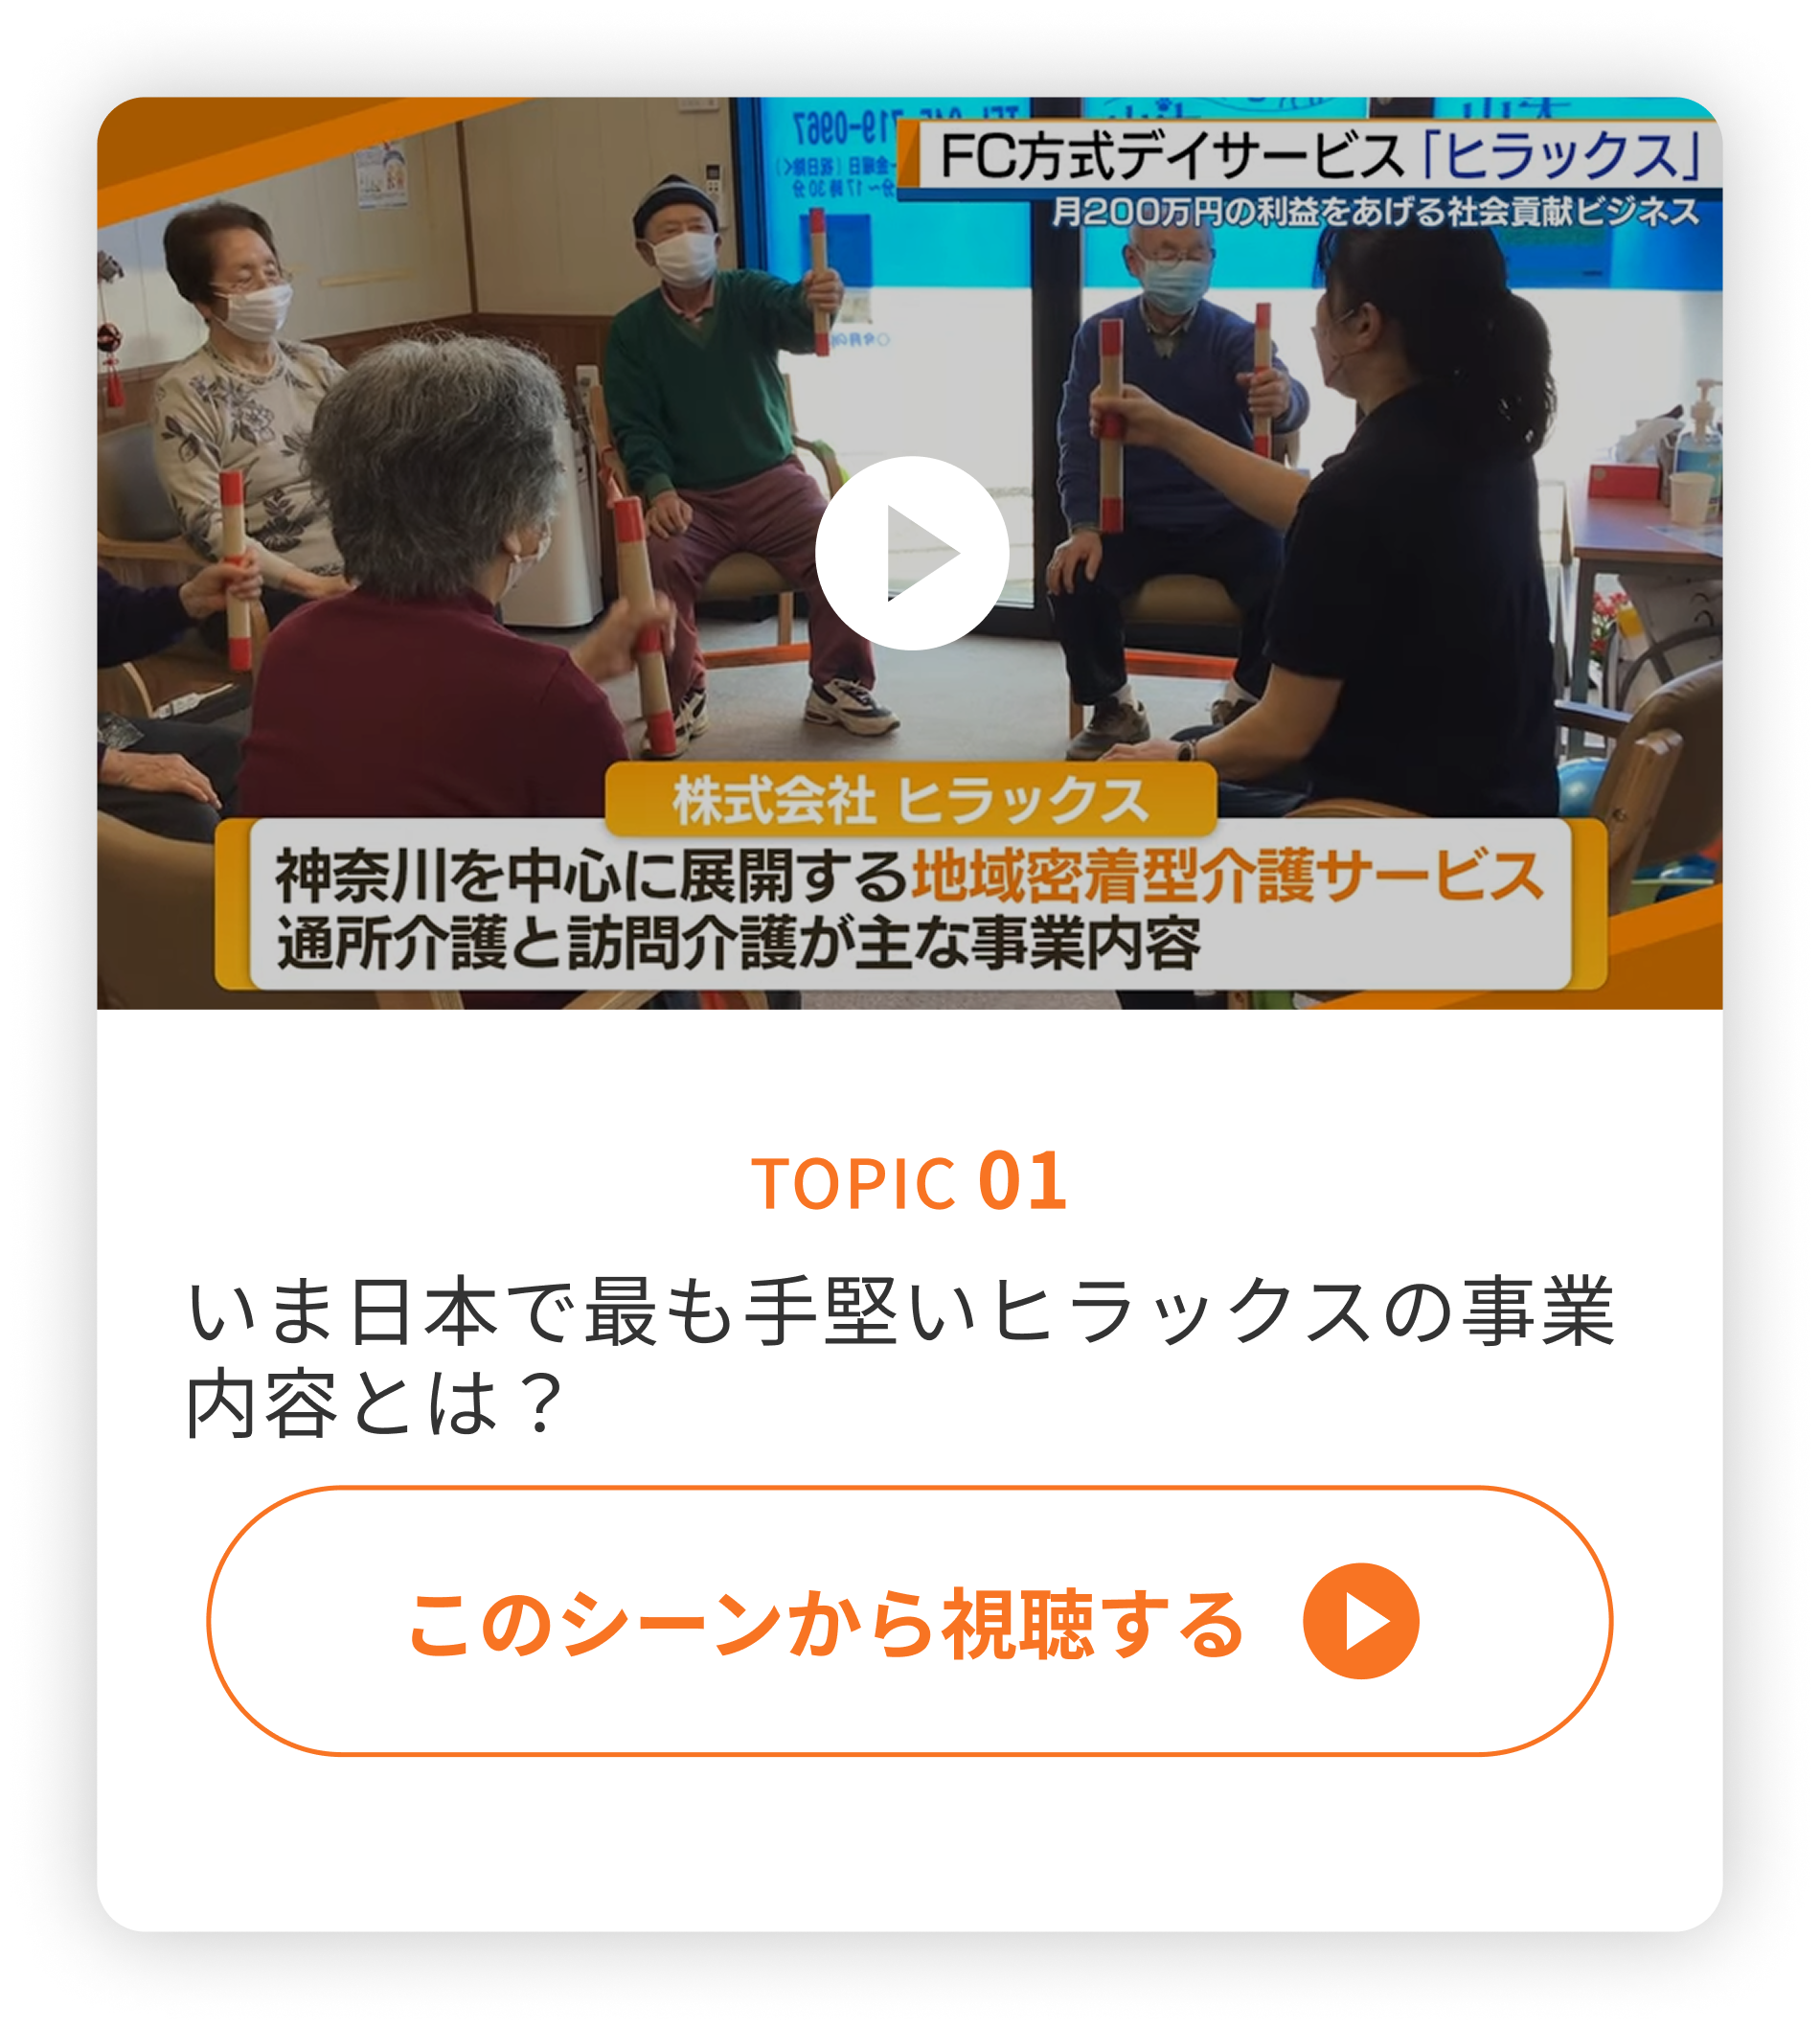 719-0967
FC方式デイサービス「ヒラックス」
月200万円の利益をあげる社会貢献ビジネス
株式会社 ヒラックス
神奈川を中心に展開する地域密着型介護サービス
通所介護と訪問介護が主な事業内容
TOPIC 01
いま日本で最も手堅いヒラックスの事業
内容とは？
このシーンから視聴する